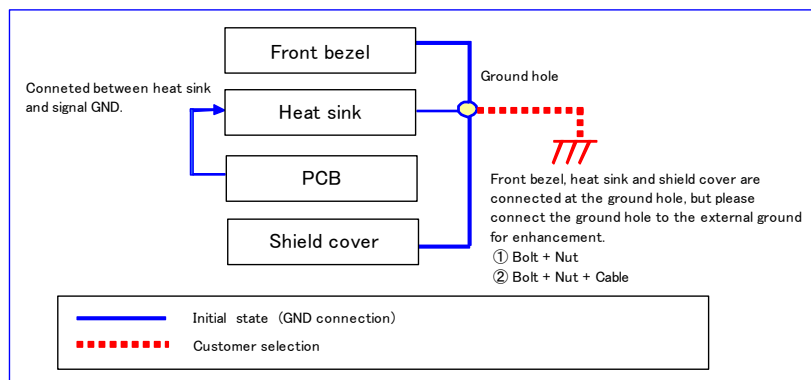 Front bezel
Ground hole
Conneted between heat sink
and signal GND.
Heat sink
PCB
Front bezel, heat sink and shield cover are
connected at the ground hole, but please
connect the ground hole to the external ground
for enhancement.
① Bolt + Nut
② Bolt + Nut + Cable
Shield cover
Initial state (GND connection)
Customer selection